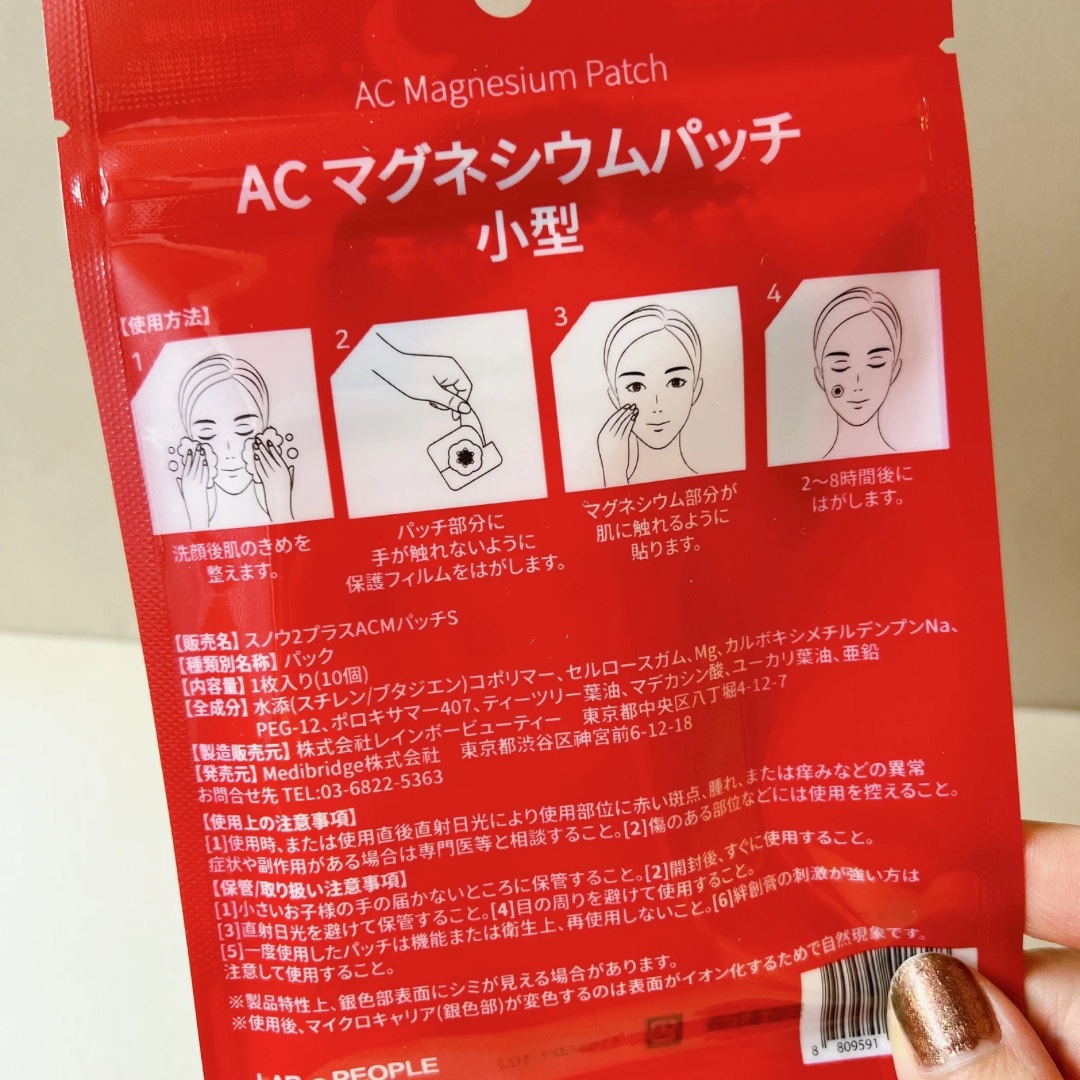 AC Magnesium Patch
AC マグネシウムパッチ
小型
【使用方法】
1
洗顔後肌のきめを
整えます。
2
パッチ部分に
手が触れないように
保護フィルムをはがします。
3
マグネシウム部分が
肌に触れるように
貼ります。
4
2〜8時間後に
はがします。
【販売名】スノウ2プラスACMパッチS
【種類別名称】パック
【内容量】1枚入り(10個)
【全成分】水添(スチレン/ブタジエン)コポリマー、セルロースガム、Mg、カルボキシメチルデンプンNa、
PEG-12、ポロキサマー407、ティーツリー葉油、マデカシン酸、ユーカリ葉油、亜鉛
【製造販売元】株式会社レインボービューティー 東京都中央区八丁堀4-12-7
【発売元】Medibridge株式会社 東京都渋谷区神宮前6-12-18
お問合せ先 TEL:03-6822-5363
【使用上の注意事項】
[1]使用時、または使用直後直射日光により使用部位に赤い斑点、腫れ、または痒みなどの異常
症状や副作用がある場合は専門医等と相談すること。[2]傷のある部位などには使用を控えること。
【保管/取り扱い注意事項】
[1]小さいお子様の手の届かないところに保管すること。[2]開封後、すぐに使用すること。
[3]直射日光を避けて保管すること。[4]目の周りを避けて使用すること。
[5]一度使用したパッチは機能または衛生上、再使用しないこと。[6]絆創膏の刺激が強い方は
注意して使用すること。
※製品特性上、銀色部表面にシミが見える場合があります。
※使用後、マイクロキャリア(銀色部)が変色するのは表面がイオン化するためで自然現象です。
8 809591
PEOPLE